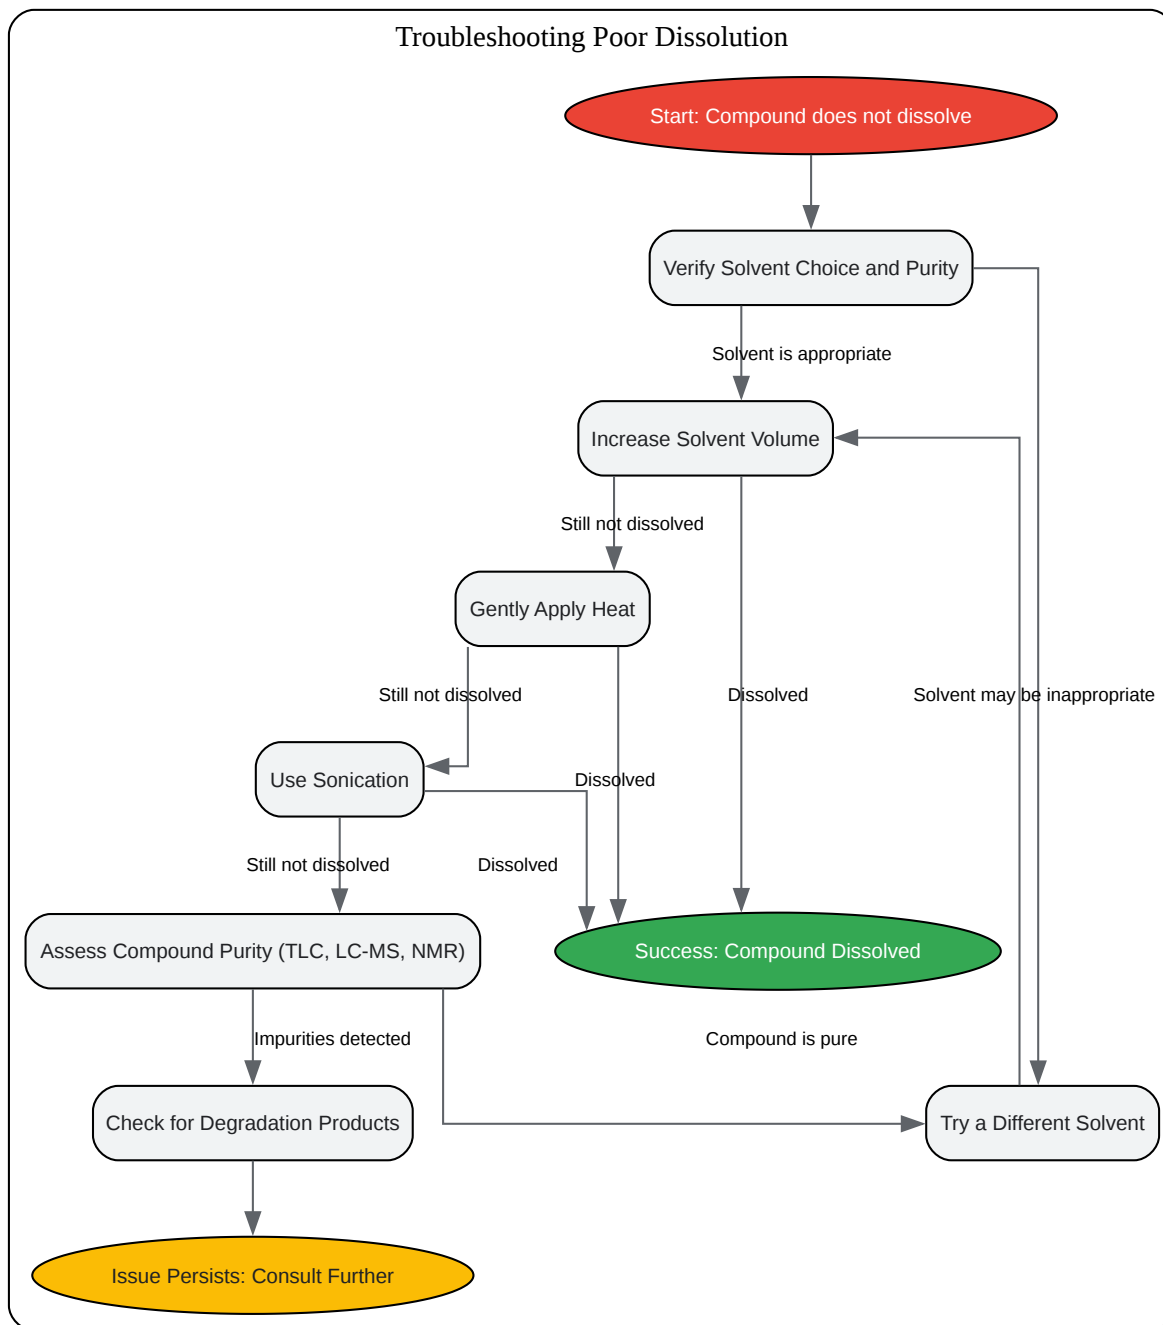 Troubleshooting Poor Dissolution
Start: Compound does not dissolve
Verify Solvent Choice and Purity
Solvent is appropriate
Increase Solvent Volume
Still not dissolved
Gently Apply Heat
Still not dissolved
Dissolved
Solvent may be inappropriate
Use Sonication
Dissolved
Still not dissolved
Dissolved
Assess Compound Purity (TLC, LC-MS, NMR)
Success: Compound Dissolved
Impurities detected
Compound is pure
Check for Degradation Products
Try a Different Solvent
Issue Persists: Consult Further